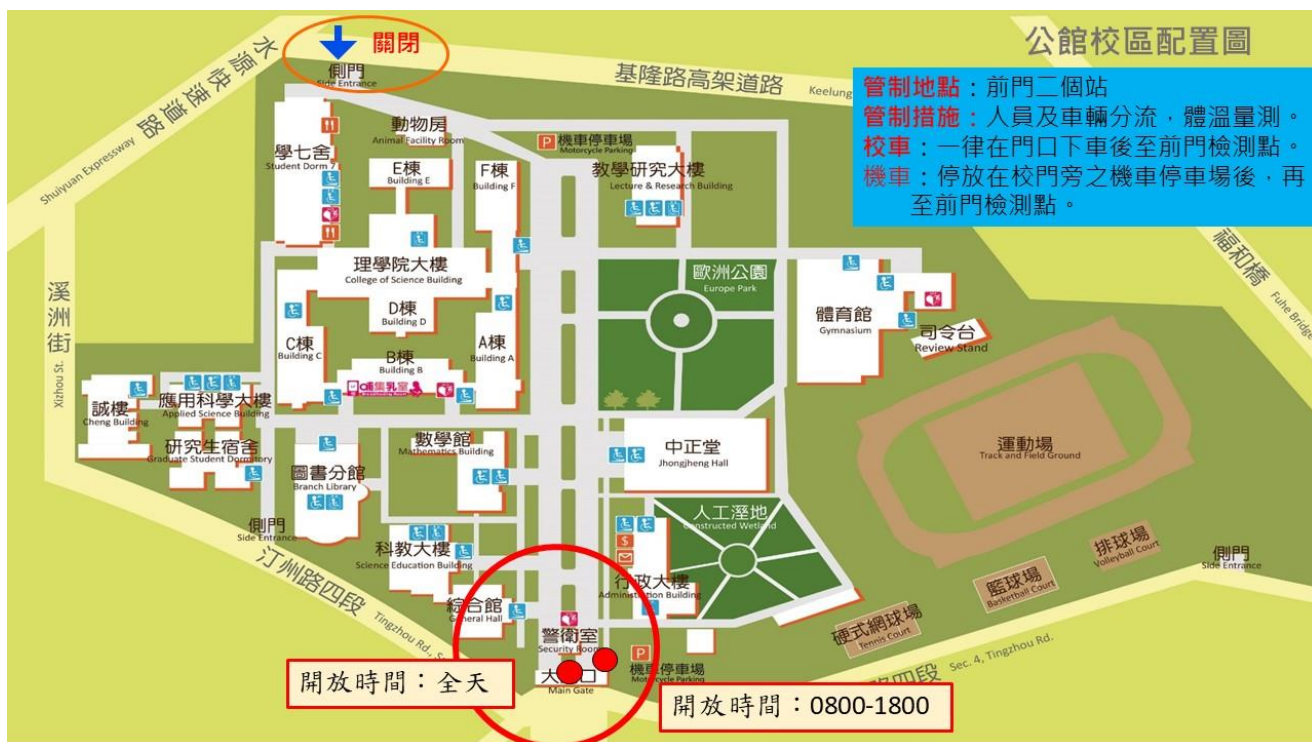 公館校區配置圖
關閉
側門
Side Entrance
水源快速道路
Shuiyuan Expressway
基隆路高架道路
Keelung
管制地點：前門二個站
管制措施：人員及車輛分流，體溫量測。
校車：一律在門口下車後至前門檢測點。
機車：停放在校門旁之機車停車場後，再
至前門檢測點。
動物房
Animal Facility Room
P 機車停車場
Motorcycle Parking
學七舍
Student Dorm 7
E棟
Building E
F棟
Building F
教學研究大樓
Lecture & Research Building
福和橋
Fuhe Bridge
理學院大樓
College of Science Building
歐洲公園
Europe Park
溪洲街
Xizhou St.
D棟
Building D
體育館
Gymnasium
司令台
Review Stand
C棟
Building C
B棟
Building B
A棟
Building A
哺集乳室
誠樓
Cheng Building
應用科學大樓
Applied Science Building
研究生宿舍
Graduate Student Dormitory
圖書分館
Branch Library
數學館
Mathematics Building
中正堂
Jhongjheng Hall
運動場
Track and Field Ground
人工溼地
Constructed Wetland
側門
Side Entrance
科教大樓
Science Education Building
$
行政大樓
Administration Building
排球場
Volleyball Court
籃球場
Basketball Court
側門
Side Entrance
汀州路四段
Tingzhou Rd., S
綜合館
General Hall
警衛室
Security Room
硬式網球場
Tennis Court
P 機車停車場
Motorcycle Parking
路四段
Sec. 4, Tingzhou Rd.
大 口
Main Gate
開放時間：全天
開放時間：0800-1800